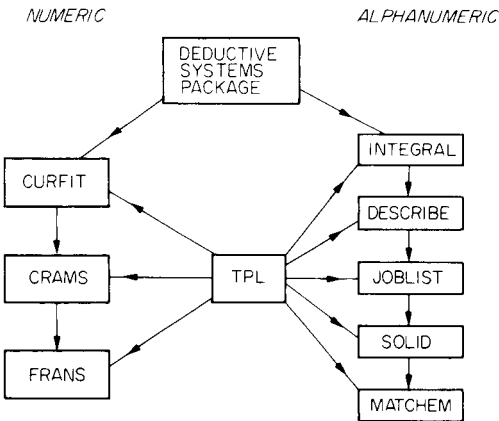 NUMERIC
ALPHANUMERIC
DEDUCTIVE
SYSTEMS
PACKAGE
INTEGRAL
CURFIT
DESCRIBE
CRAMS
TPL
JOBLIST
SOLID
FRANS
MATCHEM